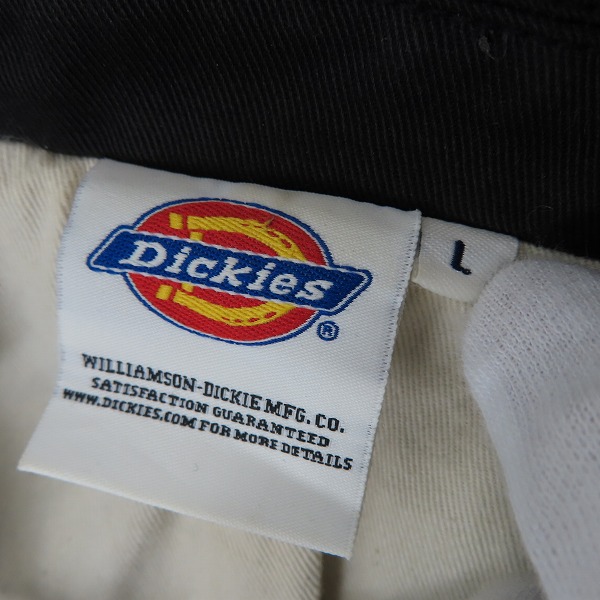 Dickies
®
L
WILLIAMSON-DICKIE MFG. CO.
SATISFACTION GUARANTEED
WWW.DICKIES.COM FOR MORE DETAILS